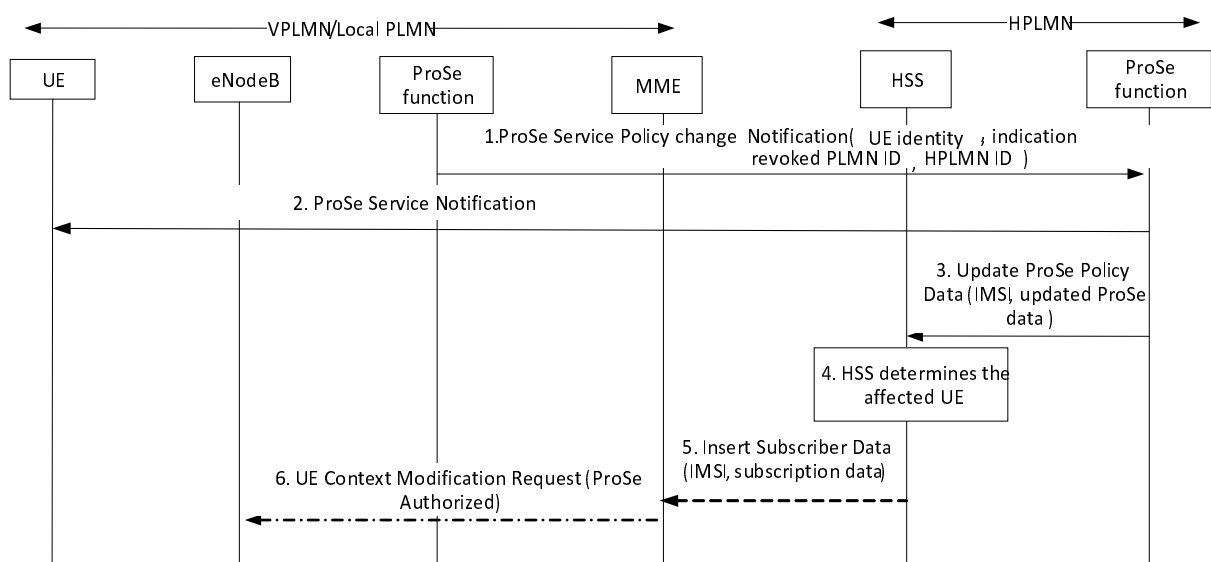 VPLMN/Local PLMN
HPLMN
UE
eNodeB
ProSe
function
MME
HSS
ProSe
function
1.ProSe Service Policy change Notification( UE identity , indication
revoked PLMN ID , HPLMN ID )
2. ProSe Service Notification
3. Update ProSe Policy
Data (IMSI, updated ProSe
data )
4. HSS determines the
affected UE
5. Insert Subscriber Data
(IMSI, subscription data)
6. UE Context Modification Request (ProSe
Authorized)